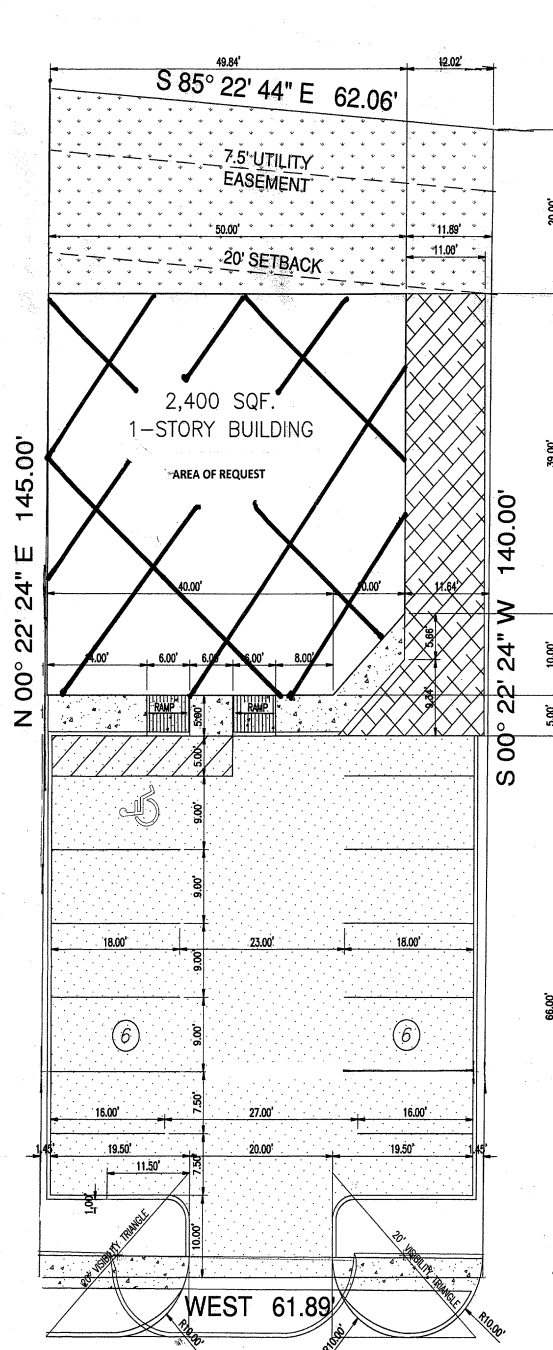 49.84' 12.02'
S 85° 22' 44" E 62.06'
7.5' UTILITY
EASEMENT
20.00'
50.00' 11.89'
11.00'
20' SETBACK
2,400 SQF.
1-STORY BUILDING
AREA OF REQUEST
39.00'
N 00° 22' 24" E 145.00'
S 00° 22' 24" W 140.00'
40.00' 10.00' 11.64'
5.66'
10.00'
14.00' 6.00' 6.00' 6.00' 8.00'
9.34'
RAMP RAMP
5.00'
5.00'
5.00'
9.00'
9.00'
18.00' 23.00' 18.00'
9.00'
9.00'
66.00'
6 6
7.50'
16.00' 27.00' 16.00'
1.45' 19.50' 20.00' 19.50' 1.45'
7.50'
11.50'
1.00'
10.00'
20' VISIBILITY TRIANGLE
20' VISIBILITY TRIANGLE
WEST 61.89'
R10.00'
R10.00'
R10.00'